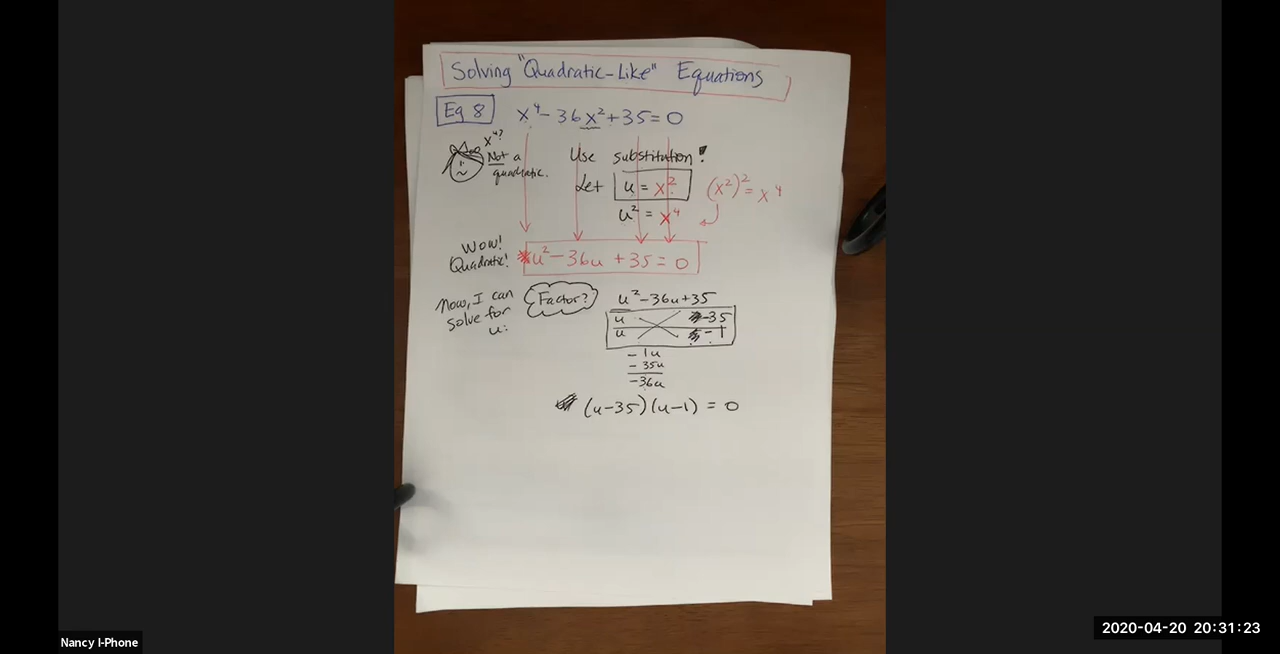 Solving "Quadratic-Like" Equations
Eg 8 x⁴ - 36x² + 35 = 0
x⁴?
Not a
quadratic.
Use substitution!
Let u = x² (x²)² = x⁴
u² = x⁴
Wow!
Quadratic!
u² - 36u + 35 = 0
Now, I can
solve for
u:
Factor?
u² - 36u + 35
u -35
u -1
- 1u
- 35u
-36u
(u-35)(u-1) = 0
Nancy I-Phone
2020-04-20 20:31:23